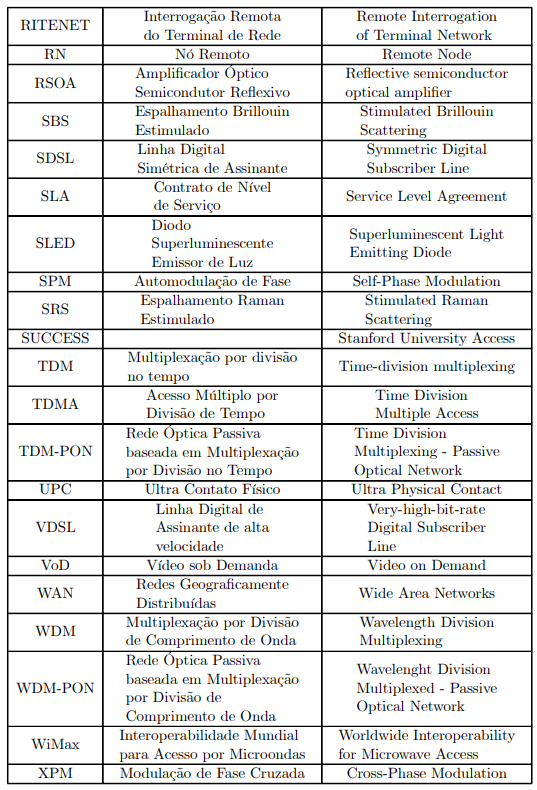 RITENET
Interrogação Remota
do Terminal de Rede
Remote Interrogation
of Terminal Network
RN
Nó Remoto
Remote Node
RSOA
Amplificador Óptico
Semicondutor Reflexivo
Reflective semiconductor
optical amplifier
SBS
Espalhamento Brillouin
Estimulado
Stimulated Brillouin
Scattering
SDSL
Linha Digital
Simétrica de Assinante
Symmetric Digital
Subscriber Line
SLA
Contrato de Nível
de Serviço
Service Level Agreement
SLED
Diodo
Superluminescente
Emissor de Luz
Superluminescent Light
Emitting Diode
SPM
Automodulação de Fase
Self-Phase Modulation
SRS
Espalhamento Raman
Estimulado
Stimulated Raman
Scattering
SUCCESS
Stanford University Access
TDM
Multiplexação por divisão
no tempo
Time-division multiplexing
TDMA
Acesso Múltiplo por
Divisão de Tempo
Time Division
Multiple Access
TDM-PON
Rede Óptica Passiva
baseada em Multiplexação
por Divisão no Tempo
Time Division
Multiplexing - Passive
Optical Network
UPC
Ultra Contato Físico
Ultra Physical Contact
VDSL
Linha Digital de
Assinante de alta
velocidade
Very-high-bit-rate
Digital Subscriber
Line
VoD
Vídeo sob Demanda
Video on Demand
WAN
Redes Geograficamente
Distribuídas
Wide Area Networks
WDM
Multiplexação por Divisão
de Comprimento de Onda
Wavelength Division
Multiplexing
WDM-PON
Rede Óptica Passiva
baseada em Multiplexação
por Divisão de
Comprimento de Onda
Wavelenght Division
Multiplexed - Passive
Optical Network
WiMax
Interoperabilidade Mundial
para Acesso por Microondas
Worldwide Interoperability
for Microwave Access
XPM
Modulação de Fase Cruzada
Cross-Phase Modulation